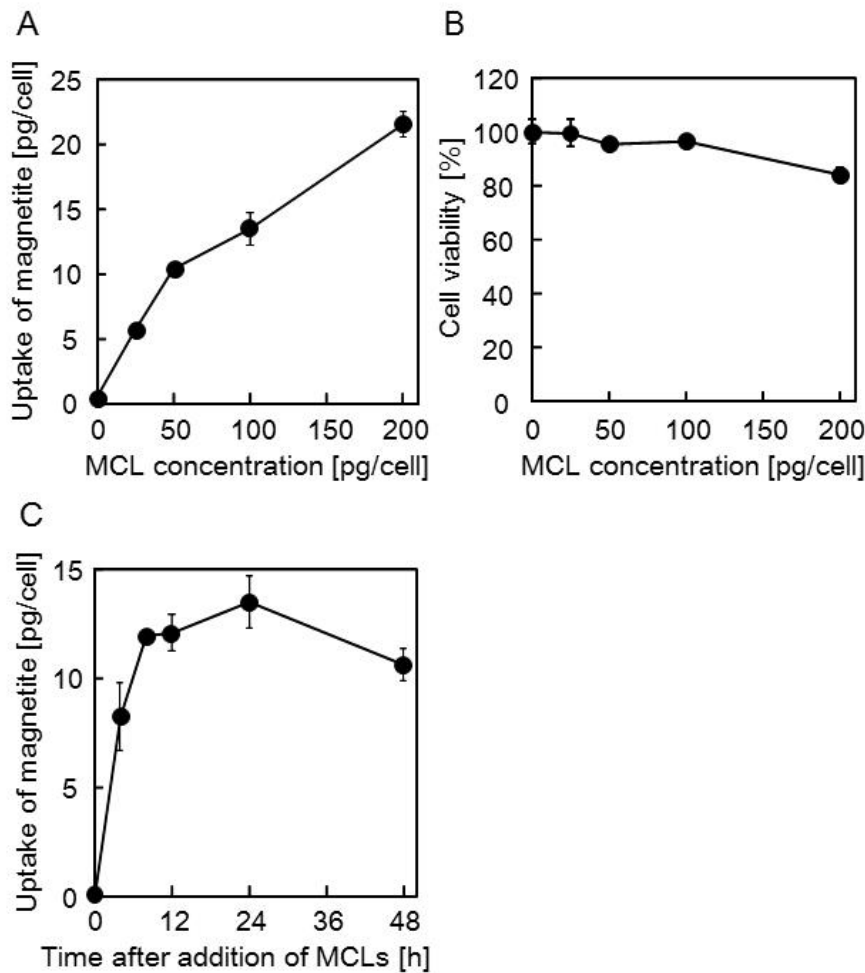 A
Uptake of magnetite [pg/cell]
25
20
15
10
5
0
0 50 100 150 200
MCL concentration [pg/cell]
B
Cell viability [%]
120
100
80
60
40
20
0
0 50 100 150 200
MCL concentration [pg/cell]
C
Uptake of magnetite [pg/cell]
15
10
5
0
0 12 24 36 48
Time after addition of MCLs [h]